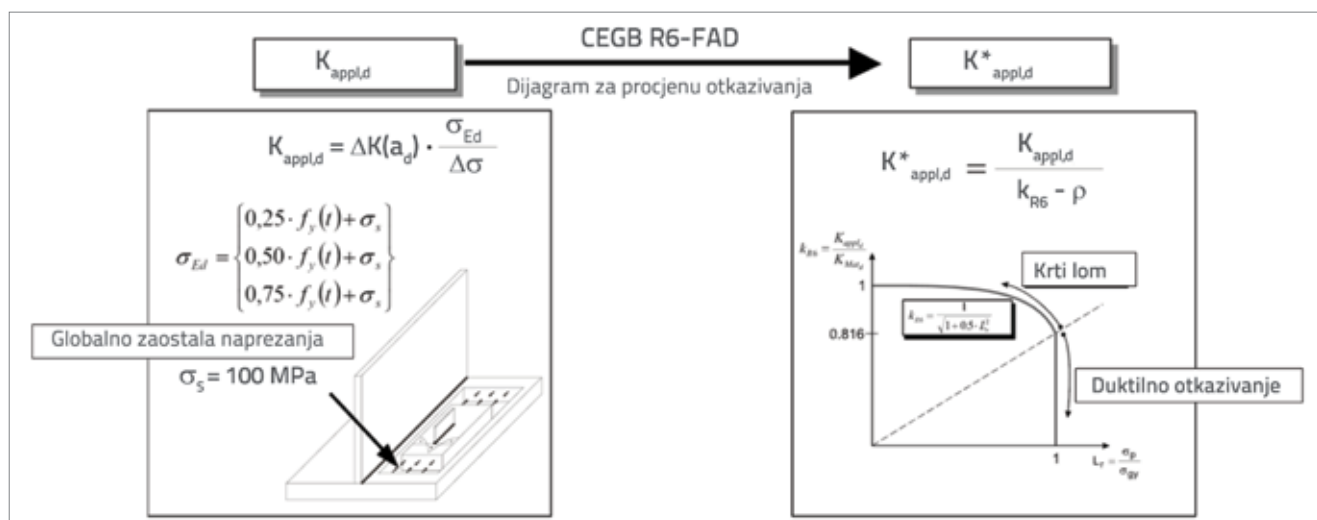 CEGB R6-FAD
K_appl,d
K*_appl,d
Dijagram za procjenu otkazivanja
K_appl,d = ΔK(a_d) · σ_Ed / Δσ
σ_Ed = { 0,25 · f_y(t) + σ_s
0,50 · f_y(t) + σ_s
0,75 · f_y(t) + σ_s }
Globalno zaostala naprezanja
σ_s = 100 MPa
K*_appl,d = K_appl,d / k_R6 - ρ
k_R6 = K_appl_d / K_Mat_d
Krti lom
1
k_R6 = 1 / √1 + 0.5 · L_r²
0.816
Duktilno otkazivanje
1
L_r = σ_p / σ_gy